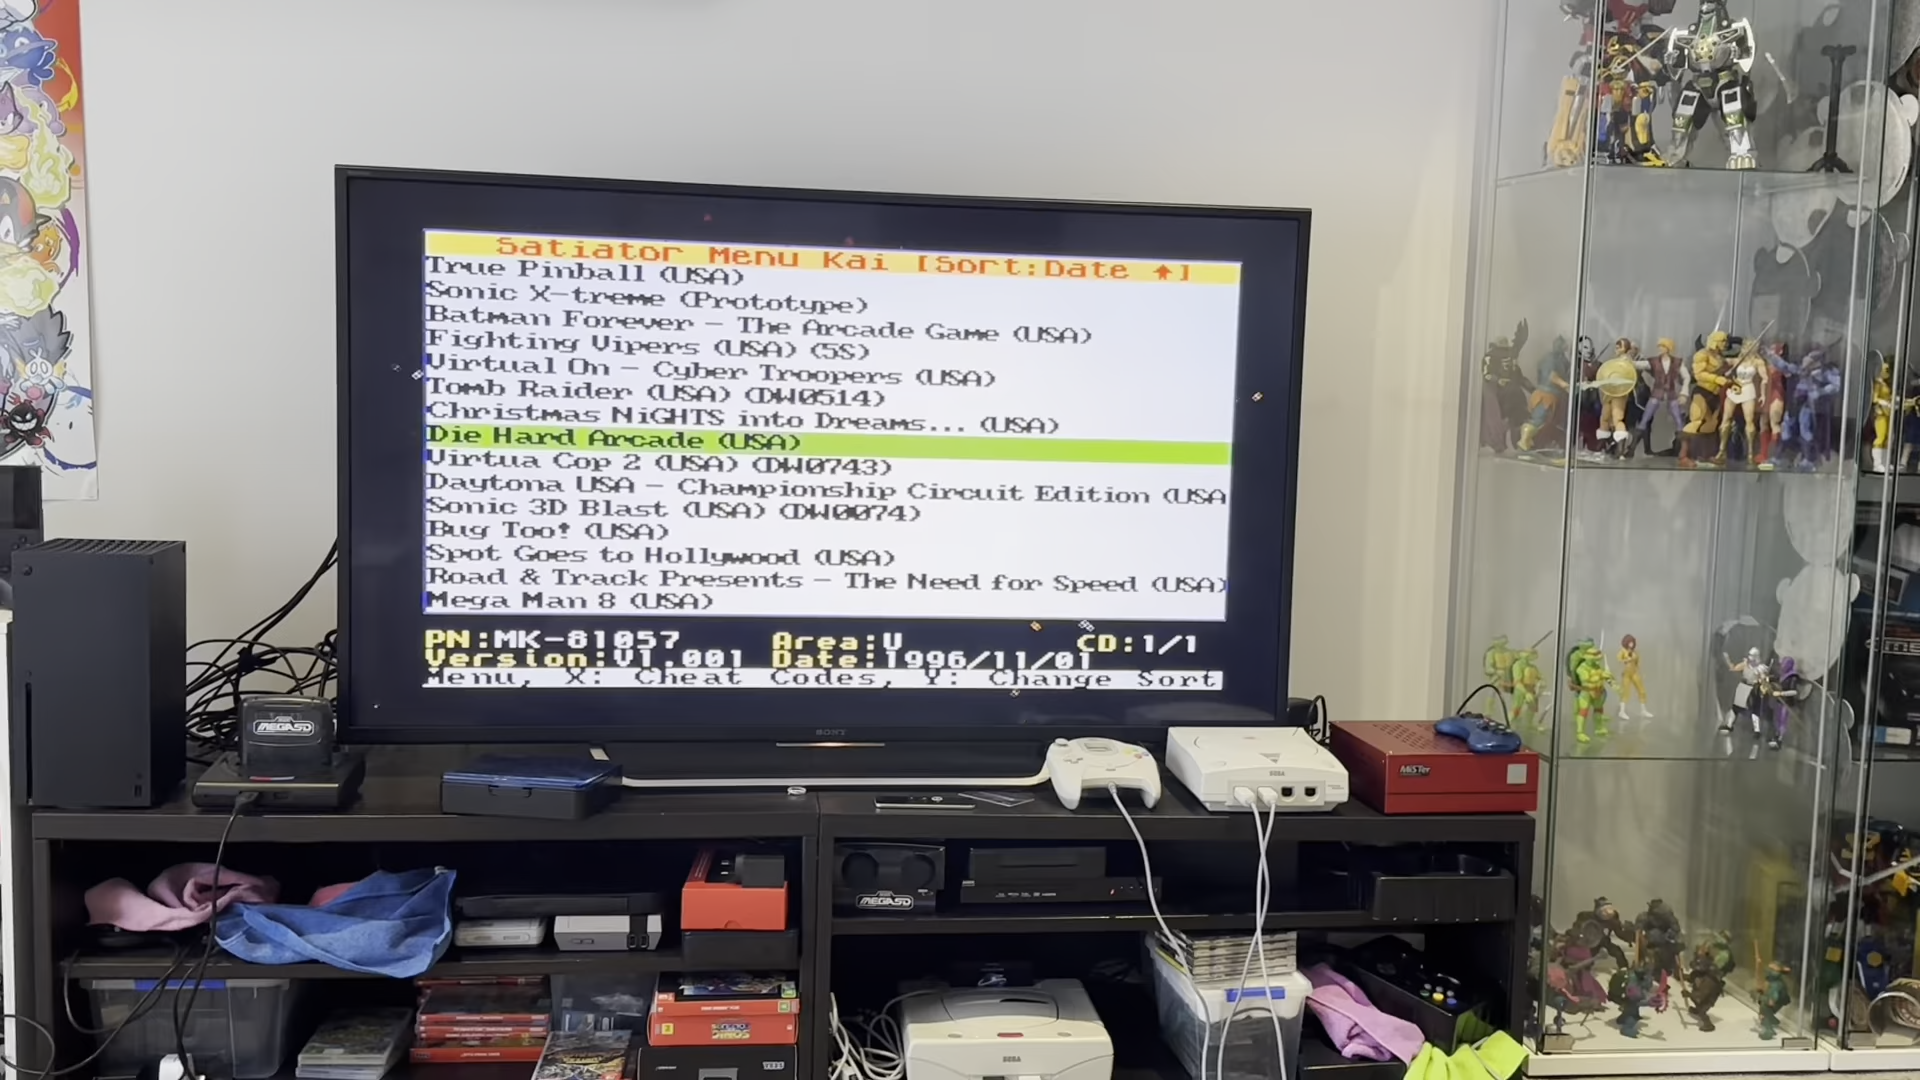 Satiator Menu Kai [Sort:Date ↑]
True Pinball (USA)
Sonic X-treme (Prototype)
Batman Forever - The Arcade Game (USA)
Fighting Vipers (USA) (5S)
Virtual On - Cyber Troopers (USA)
Tomb Raider (USA) (DW0514)
Christmas NiGHTS into Dreams... (USA)
Die Hard Arcade (USA)
Virtua Cop 2 (USA) (DW0743)
Daytona USA - Championship Circuit Edition (USA
Sonic 3D Blast (USA) (DW0074)
Bug Too! (USA)
Spot Goes to Hollywood (USA)
Road & Track Presents - The Need for Speed (USA)
Mega Man 8 (USA)
PN:MK-81057 Area:U CD:1/1
Version:V1.001 Date:1996/11/01
Menu, X: Cheat Codes, Y: Change Sort
SONY
MEGASD
SEGA
MiSTer
MEGASD
SEGA